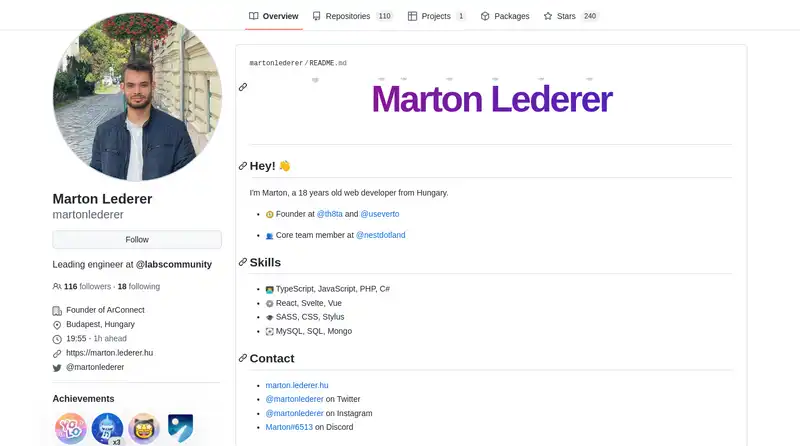 Overview
Repositories 110
Projects 1
Packages
Stars 240
martonlederer/README.md
Marton Lederer
Hey! 👋
I'm Marton, a 18 years old web developer from Hungary.
Founder at @th8ta and @useverto
Core team member at @nestdotland
Skills
TypeScript, JavaScript, PHP, C#
React, Svelte, Vue
SASS, CSS, Stylus
MySQL, SQL, Mongo
Contact
marton.lederer.hu
@martonlederer on Twitter
@martonlederer on Instagram
Marton#6513 on Discord
Marton Lederer
martonlederer
Follow
Leading engineer at @labscommunity
116 followers · 18 following
Founder of ArConnect
Budapest, Hungary
19:55 - 1h ahead
https://marton.lederer.hu
@martonlederer
Achievements
YOLO
x3